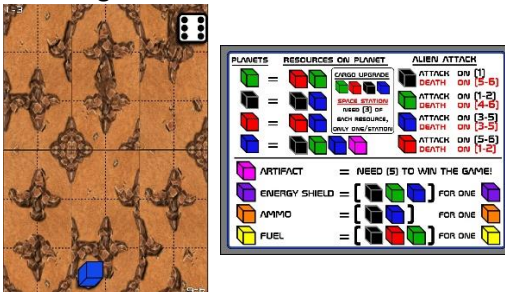 1-3
PLANETS RESOURCES ON PLANET ALIEN ATTACK
CARGO UPGRADE
SPACE STATION
NEED (3) OF
EACH RESOURCE,
ONLY ONE/STATION
=
=
=
=
ATTACK ON (1)
DEATH ON (5-6)
ATTACK ON (1-2)
DEATH ON (4-6)
ATTACK ON (3-5)
DEATH ON (3-5)
ATTACK ON (5-6)
DEATH ON (1-2)
ARTIFACT = NEED (5) TO WIN THE GAME!
ENERGY SHIELD = [ ] FOR ONE
AMMO = [ ] FOR ONE
FUEL = [ ] FOR ONE